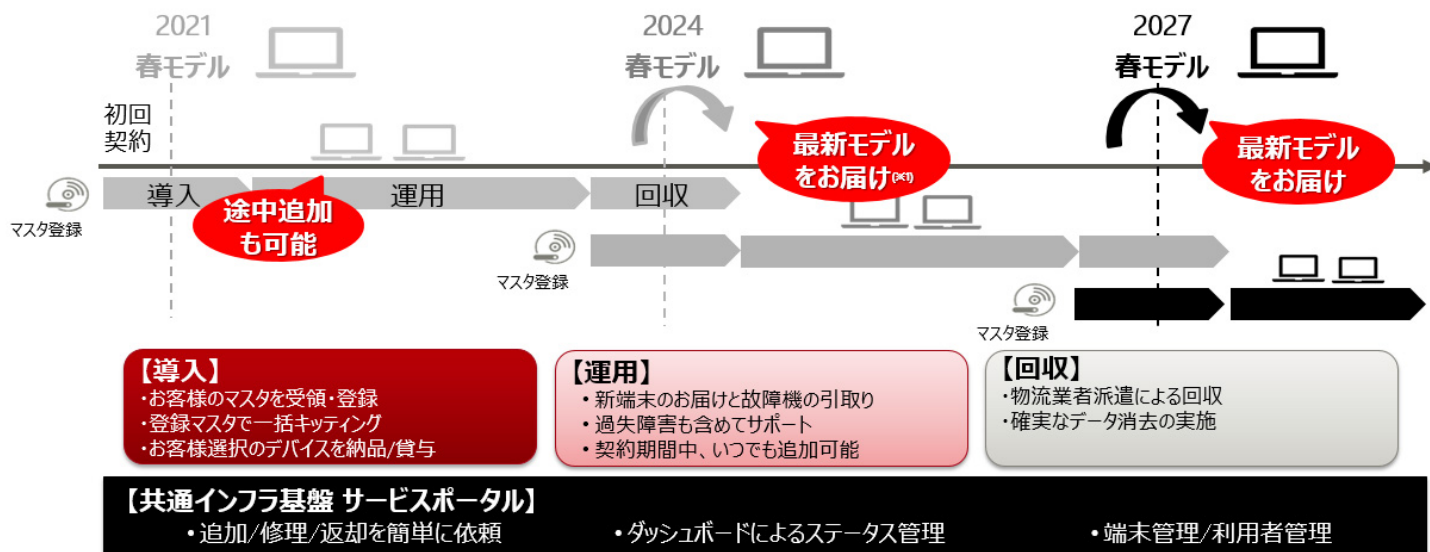 2021
春モデル
2024
春モデル
2027
春モデル
初回
契約
最新モデル
をお届け(※1)
最新モデル
をお届け
導入
運用
回収
途中追加
も可能
マスタ登録
マスタ登録
マスタ登録
【導入】
・お客様のマスタを受領・登録
・登録マスタで一括キッティング
・お客様選択のデバイスを納品/貸与
【運用】
・新端末のお届けと故障機の引取り
・過失障害も含めてサポート
・契約期間中、いつでも追加可能
【回収】
・物流業者派遣による回収
・確実なデータ消去の実施
【共通インフラ基盤 サービスポータル】
・追加/修理/返却を簡単に依頼
・ダッシュボードによるステータス管理
・端末管理/利用者管理